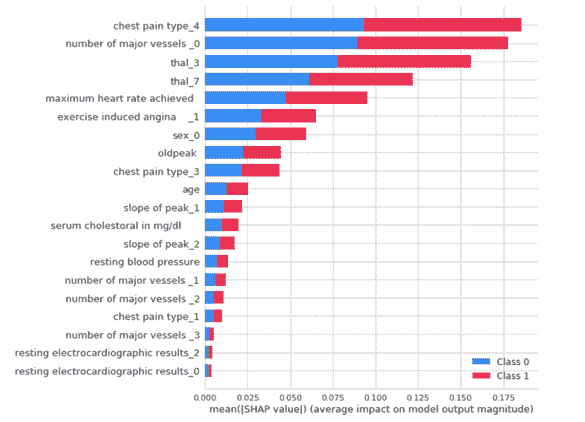 chest pain type_4
number of major vessels _0
thal_3
thal_7
maximum heart rate achieved
exercise induced angina _1
sex_0
oldpeak
chest pain type_3
age
slope of peak_1
serum cholestoral in mg/dl
slope of peak_2
resting blood pressure
number of major vessels _1
number of major vessels _2
chest pain type_1
number of major vessels _3
resting electrocardiographic results_2
resting electrocardiographic results_0
Class 0
Class 1
0.000 0.025 0.050 0.075 0.100 0.125 0.150 0.175
mean(|SHAP value|) (average impact on model output magnitude)